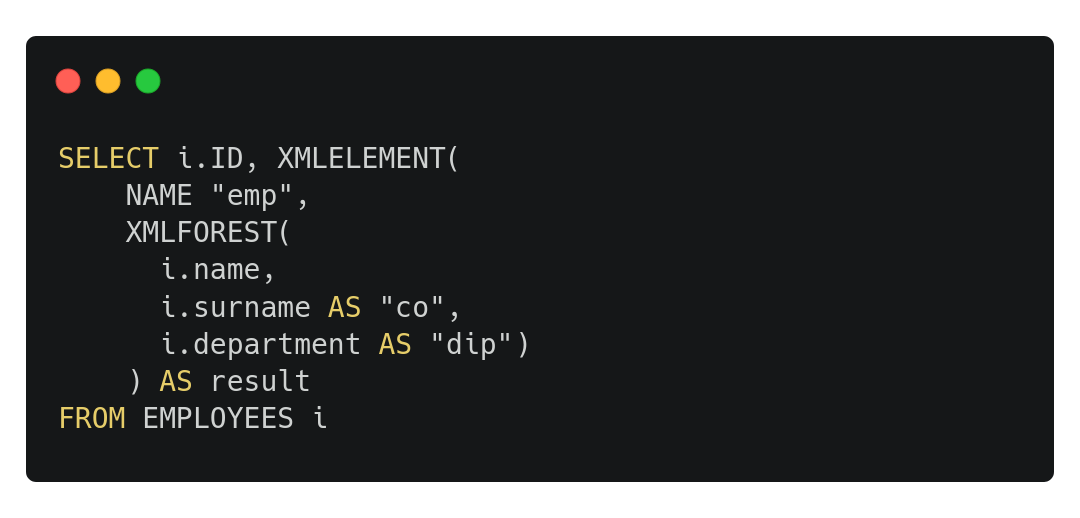 SELECT i.ID, XMLELEMENT(
    NAME "emp",
    XMLFOREST(
      i.name,
      i.surname AS "co",
      i.department AS "dip")
    ) AS result
FROM EMPLOYEES i